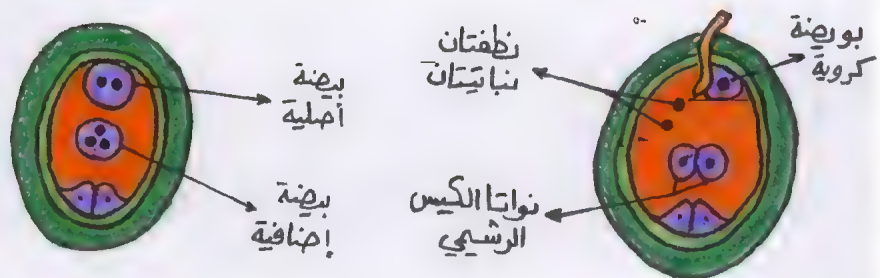 بويضة
كروية
نطفتان
نباتيتان
نواتا الكيس
الرشيمي
بيضة
أصلية
بيضة
إضافية